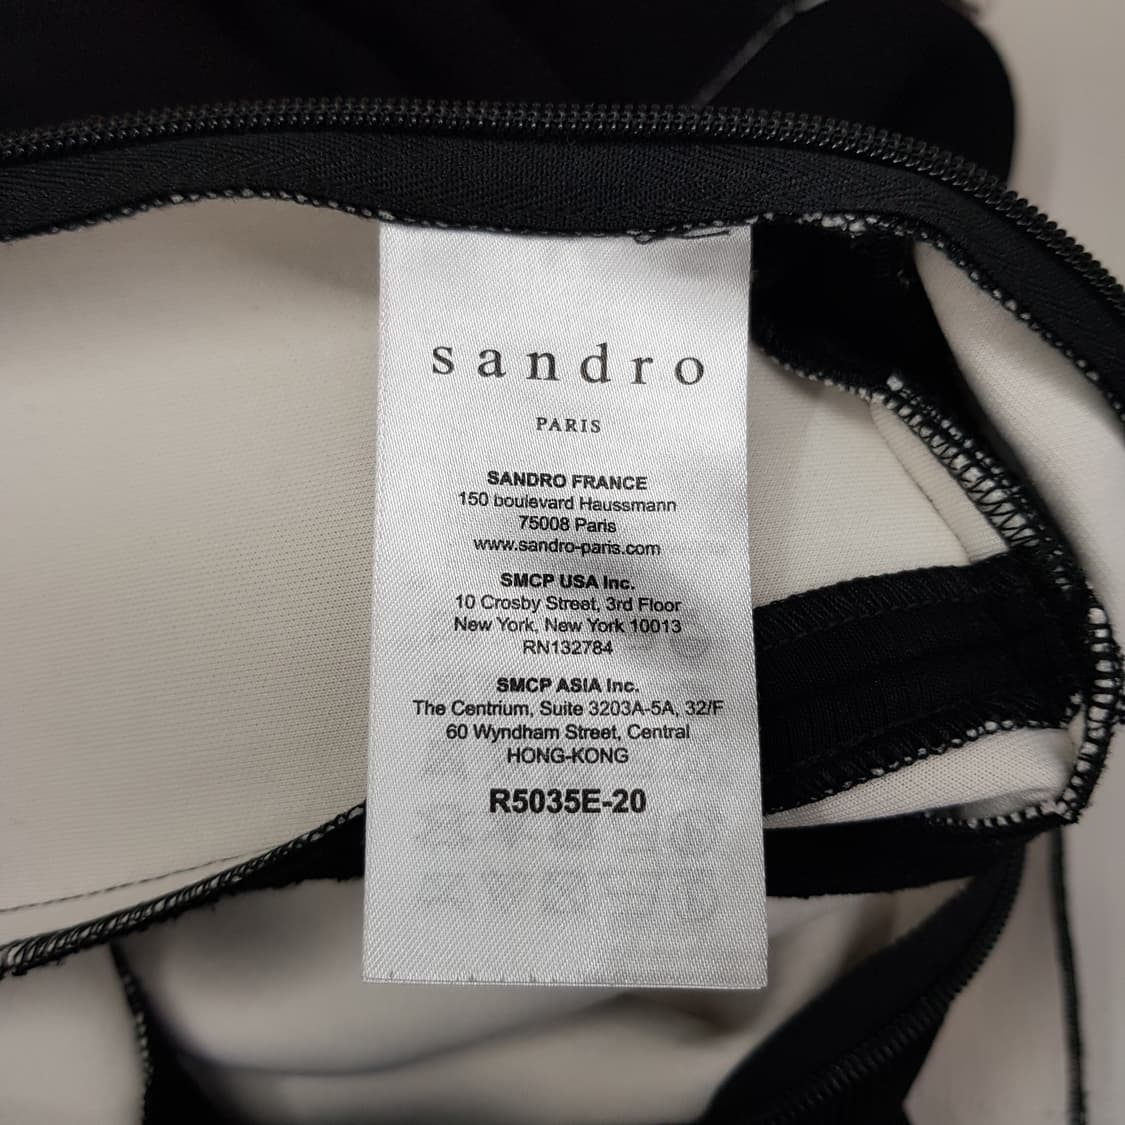 sandro
PARIS
SANDRO FRANCE
150 boulevard Haussmann
75008 Paris
www.sandro-paris.com
SMCP USA Inc.
10 Crosby Street, 3rd Floor
New York, New York 10013
RN132784
SMCP ASIA Inc.
The Centrium, Suite 3203A-5A, 32/F
60 Wyndham Street, Central
HONG-KONG
R5035E-20